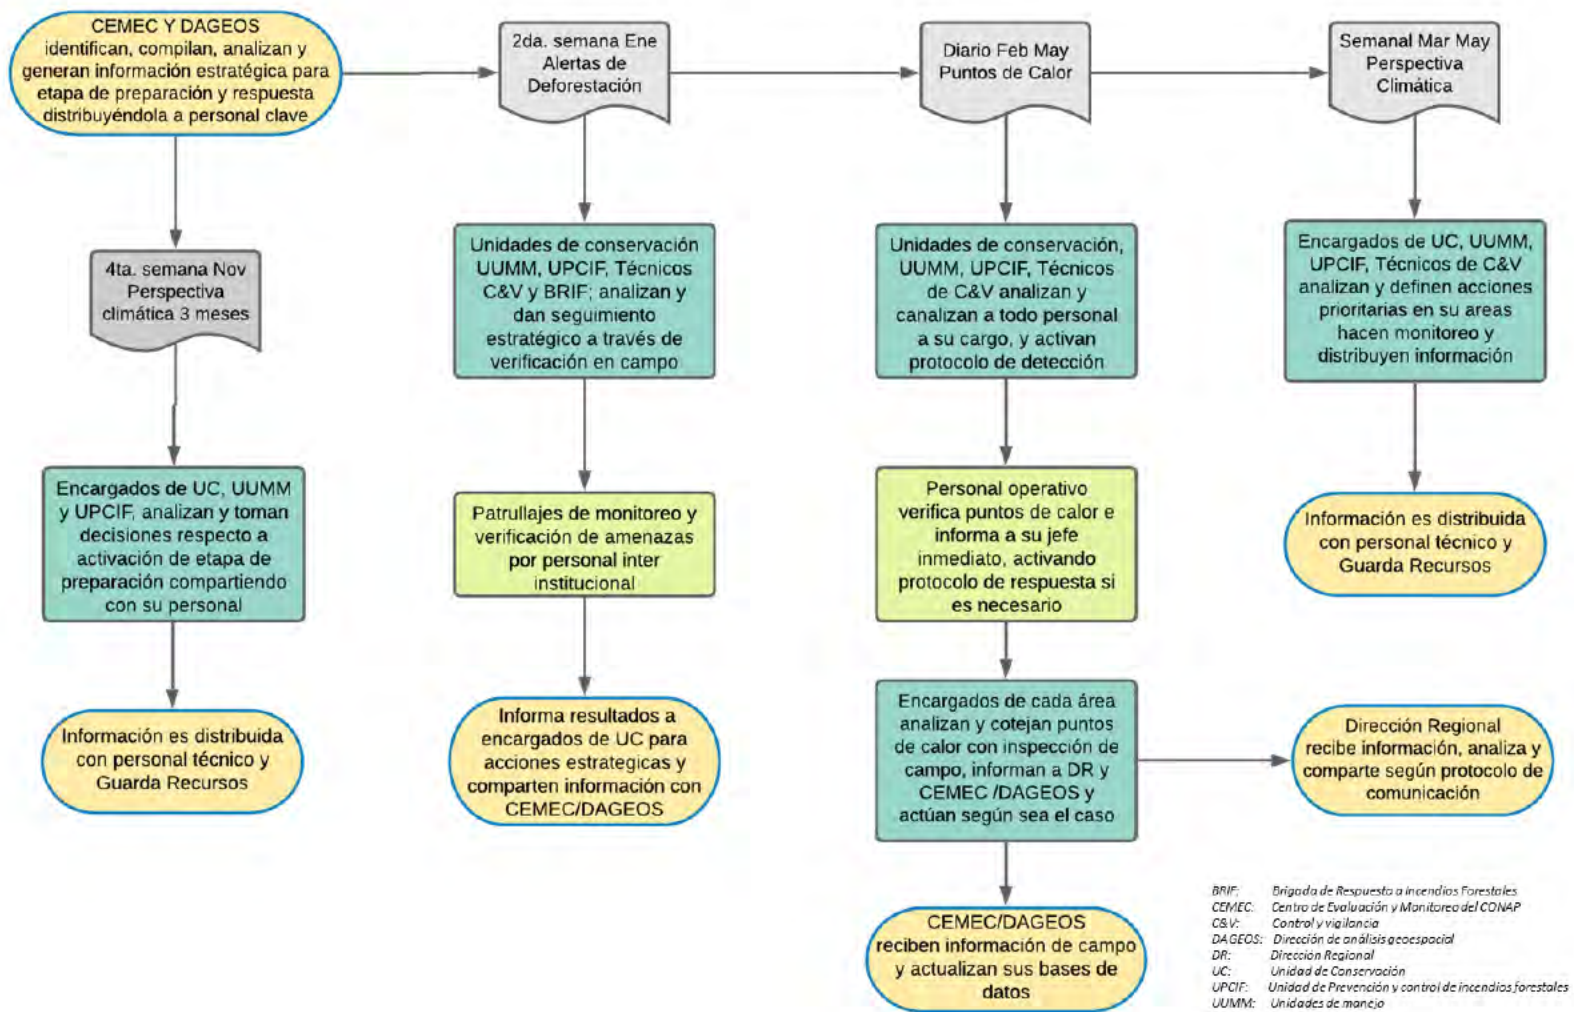 CEMEC Y DAGEOS
identifican, compilan, analizan y
generan información estratégica para
etapa de preparación y respuesta
distribuyéndola a personal clave
2da. semana Ene
Alertas de
Deforestación
Diario Feb May
Puntos de Calor
Semanal Mar May
Perspectiva
Climática
4ta. semana Nov
Perspectiva
climática 3 meses
Encargados de UC, UUMM
y UPCIF, analizan y toman
decisiones respecto a
activación de etapa de
preparación compartiendo
con su personal
Información es distribuida
con personal técnico y
Guarda Recursos
Unidades de conservación
UUMM, UPCIF, Técnicos
C&V y BRIF; analizan y
dan seguimiento
estratégico a través de
verificación en campo
Patrullajes de monitoreo y
verificación de amenazas
por personal inter
institucional
Informa resultados a
encargados de UC para
acciones estrategicas y
comparten información con
CEMEC/DAGEOS
Unidades de conservación,
UUMM, UPCIF, Técnicos
de C&V analizan y
canalizan a todo personal
a su cargo, y activan
protocolo de detección
Personal operativo
verifica puntos de calor e
informa a su jefe
inmediato, activando
protocolo de respuesta si
es necesario
Encargados de cada área
analizan y cotejan puntos
de calor con inspección de
campo, informan a DR y
CEMEC /DAGEOS y
actúan según sea el caso
CEMEC/DAGEOS
reciben información de campo
y actualizan sus bases de
datos
Encargados de UC, UUMM,
UPCIF, Técnicos de C&V
analizan y definen acciones
prioritarias en su areas
hacen monitoreo y
distribuyen información
Información es distribuida
con personal técnico y
Guarda Recursos
Dirección Regional
recibe información, analiza y
comparte según protocolo de
comunicación
BRIF: Brigada de Respuesta a Incendios Forestales
CEMEC: Centro de Evaluación y Monitoreo del CONAP
C&V: Control y vigilancia
DAGEOS: Dirección de análisis geoespacial
DR: Dirección Regional
UC: Unidad de Conservación
UPCIF: Unidad de Prevención y control de incendios forestales
UUMM: Unidades de manejo